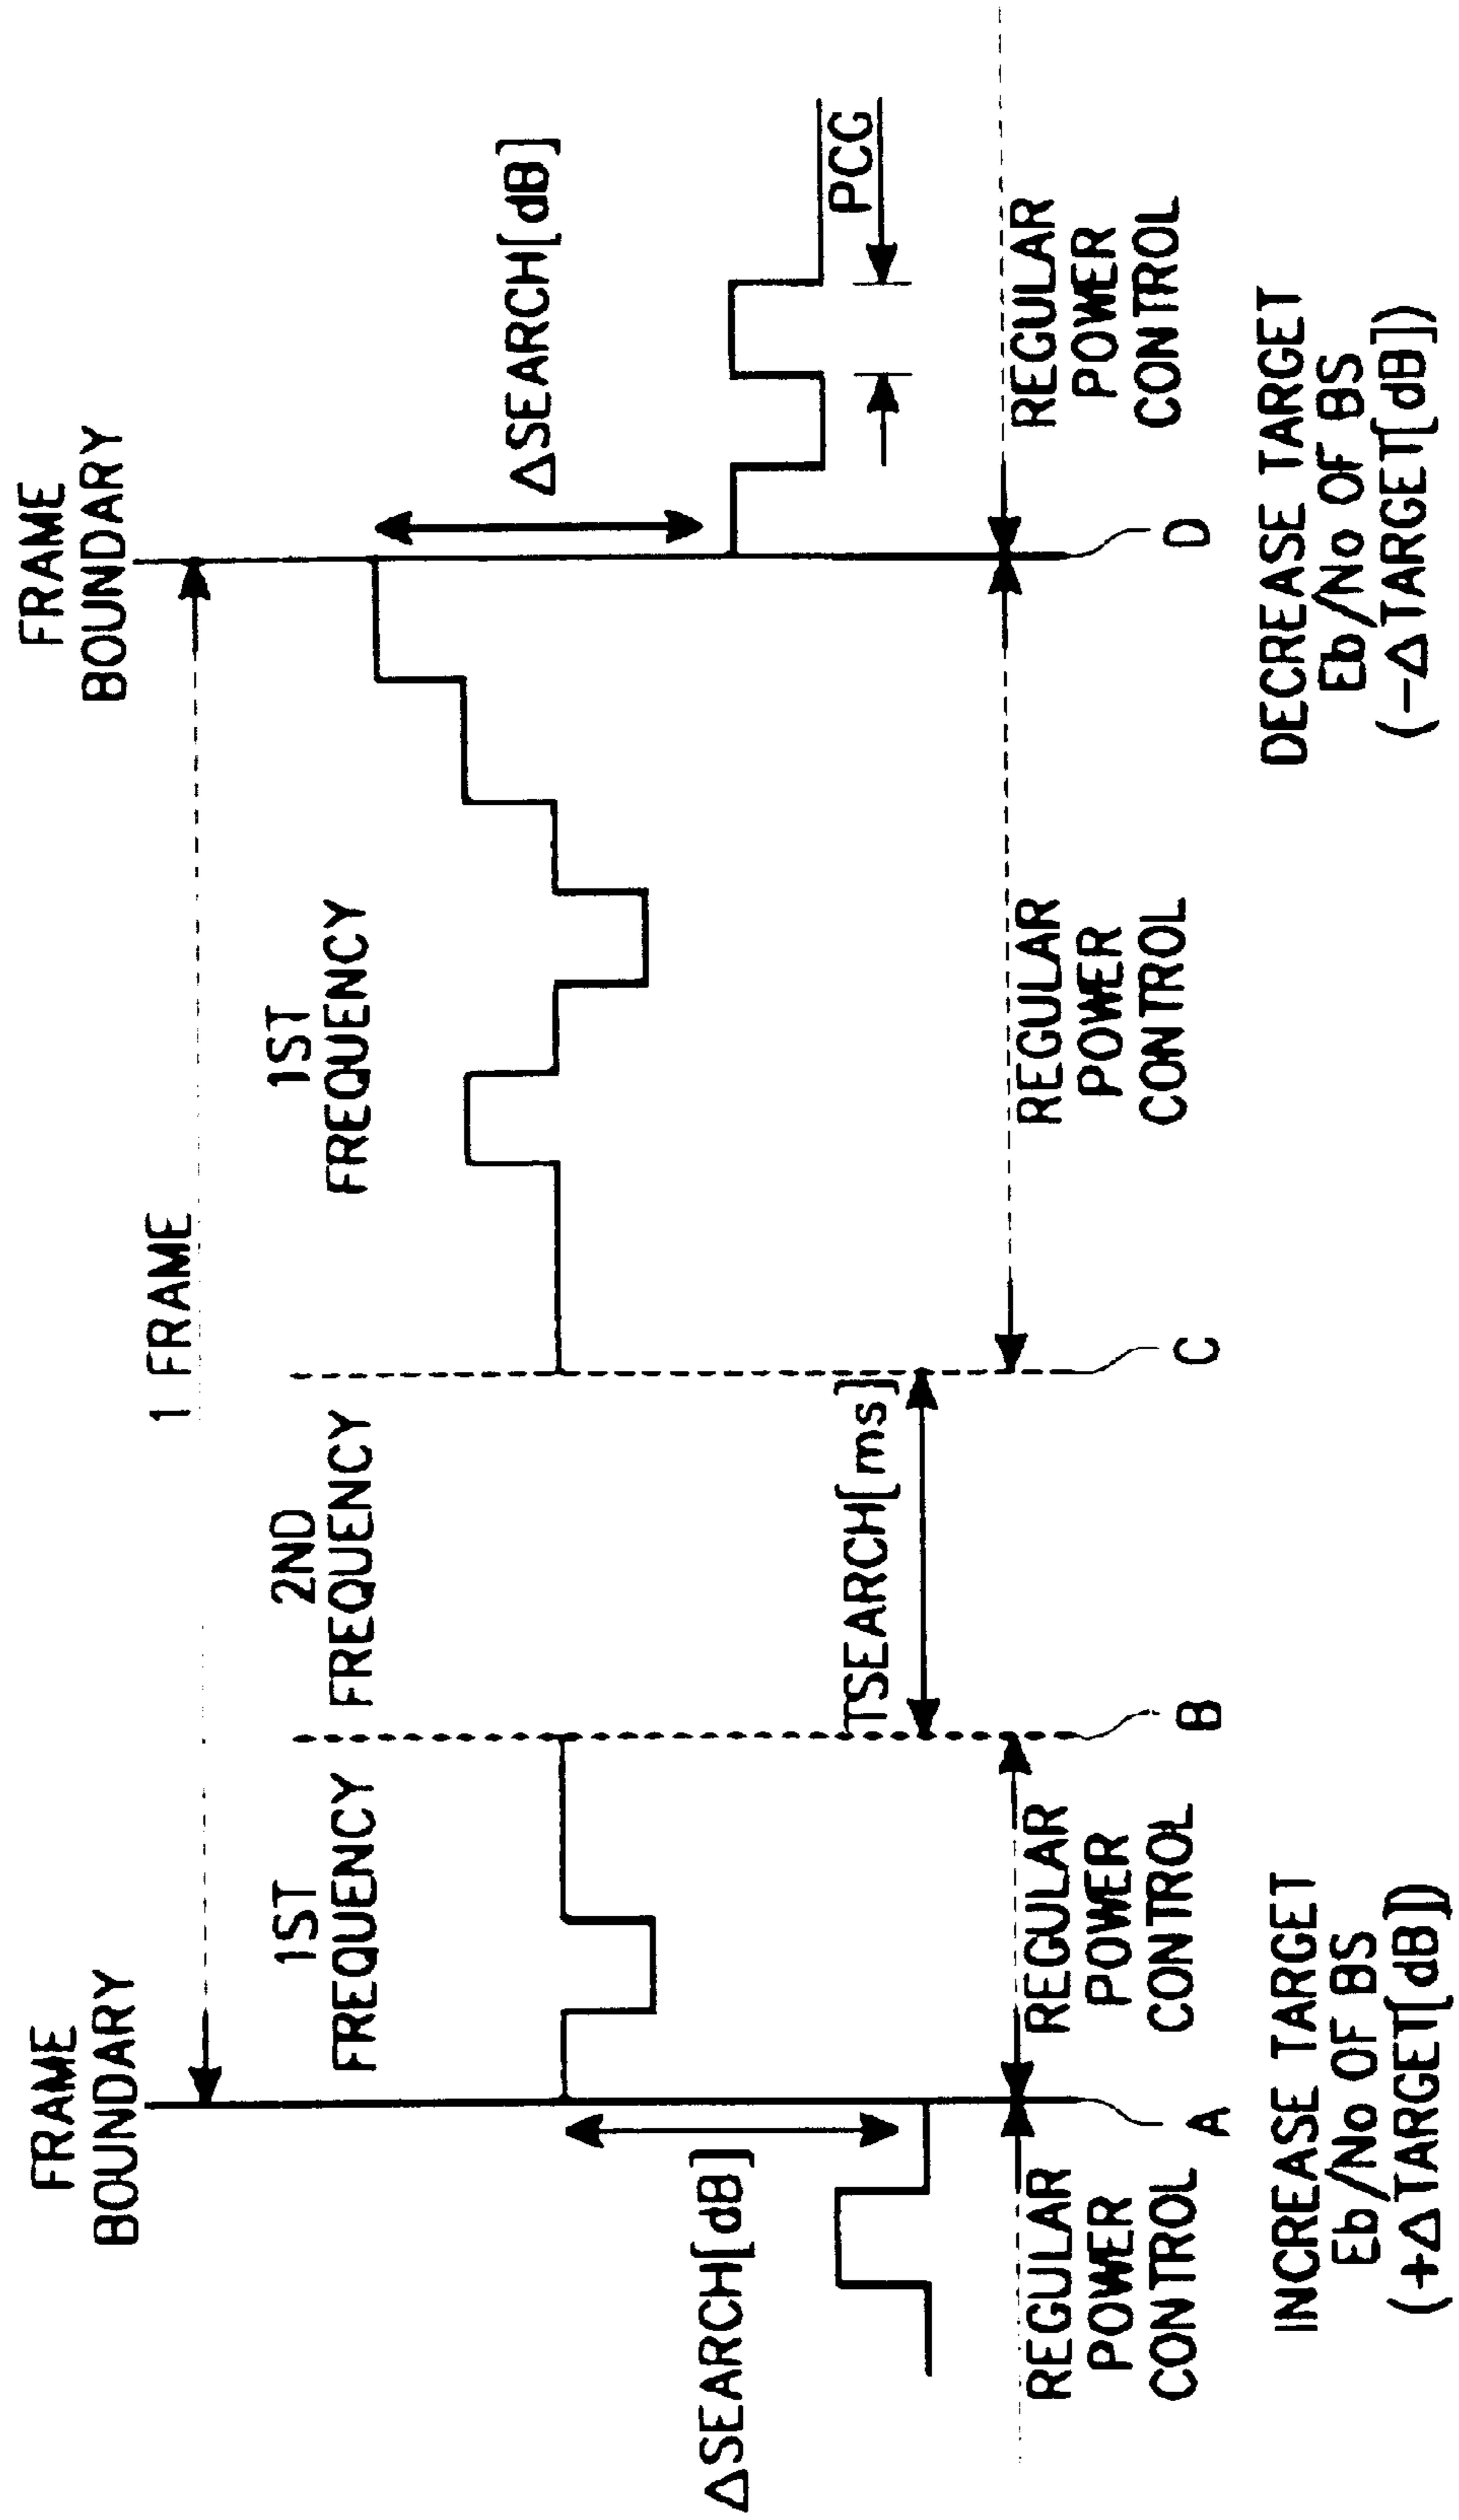 FRAME
BOUNDARY
FRAME
BOUNDARY
1 FRAME
1ST
FREQUENCY
2ND
FREQUENCY
1ST
FREQUENCY
ΔSEARCH[dB]
ΔSEARCH[dB]
TSEARCH[ms]
PCG
REGULAR
POWER
CONTROL
REGULAR
POWER
CONTROL
REGULAR
POWER
CONTROL
REGULAR
POWER
CONTROL
A
B
C
D
INCREASE TARGET
Eb/No OF BS
(+ΔTARGET[dB])
DECREASE TARGET
Eb/No OF BS
(−ΔTARGET[dB])